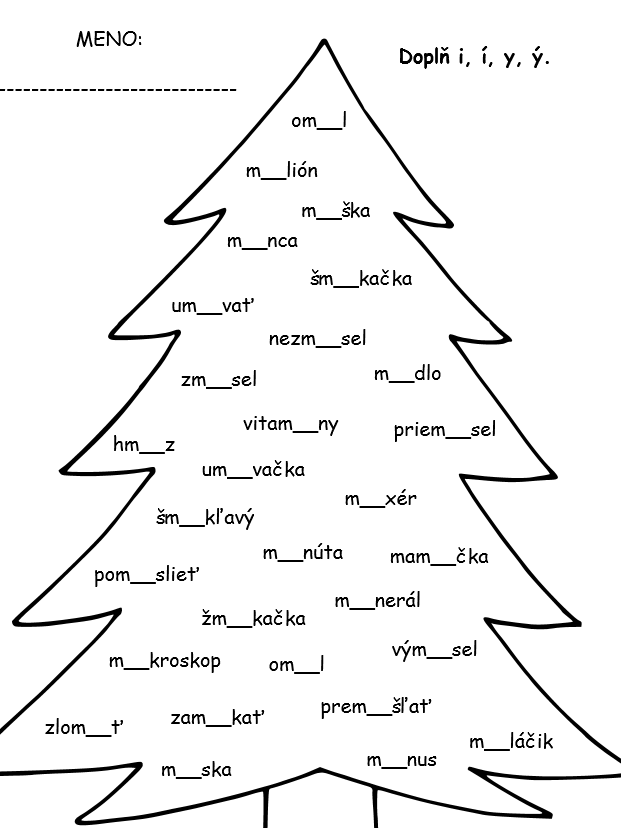 MENO:
Doplň i, í, y, ý.
--------------------------
om__l
m__lión
m__ška
m__nca
šm__kačka
um__vať
nezm__sel
m__dlo
zm__sel
vitam__ny
priem__sel
hm__z
um__vačka
m__xér
šm__kľavý
m__núta
mam__čka
pom__slieť
m__nerál
žm__kačka
vým__sel
m__kroskop
om__l
prem__šľať
zam__kať
zlom__ť
m__láčik
m__nus
m__ska